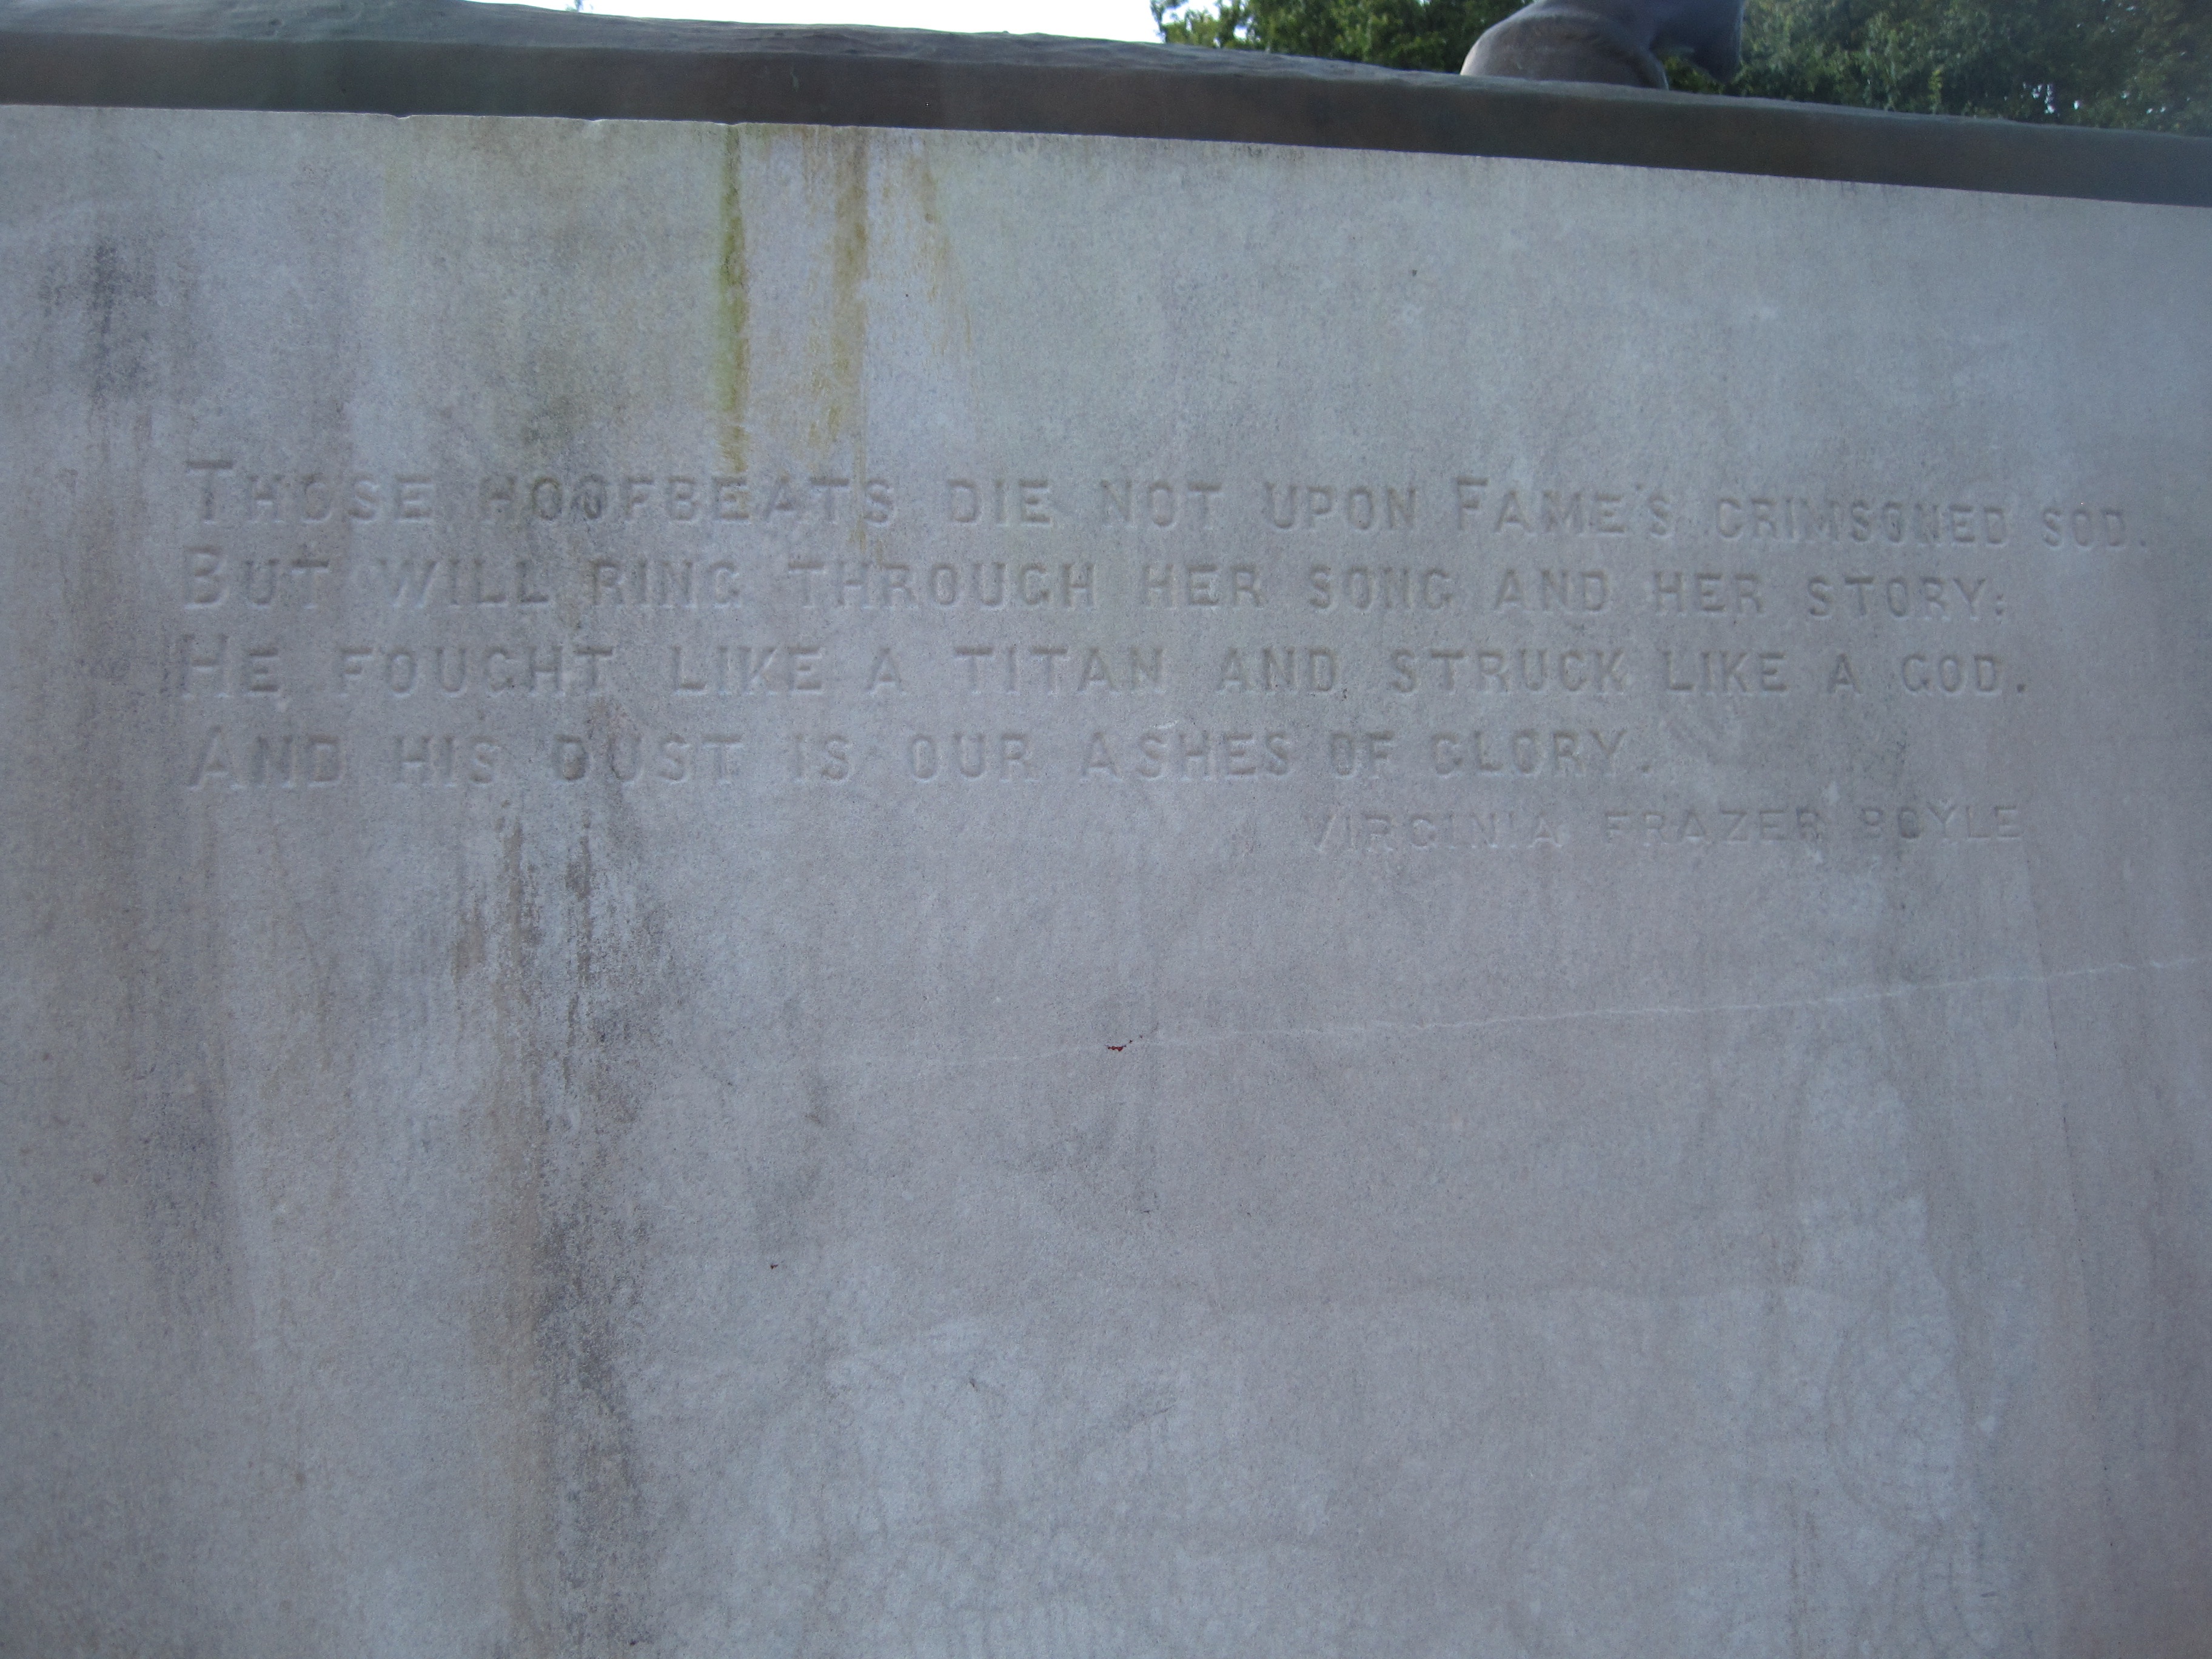 THOSE HOOFBEATS DIE NOT UPON FAME'S CRIMSONED SOD.
BUT WILL RING THROUGH HER SONG AND HER STORY:
HE FOUGHT LIKE A TITAN AND STRUCK LIKE A GOD.
AND HIS DUST IS OUR ASHES OF GLORY.
VIRGINIA FRAZER BOYLE